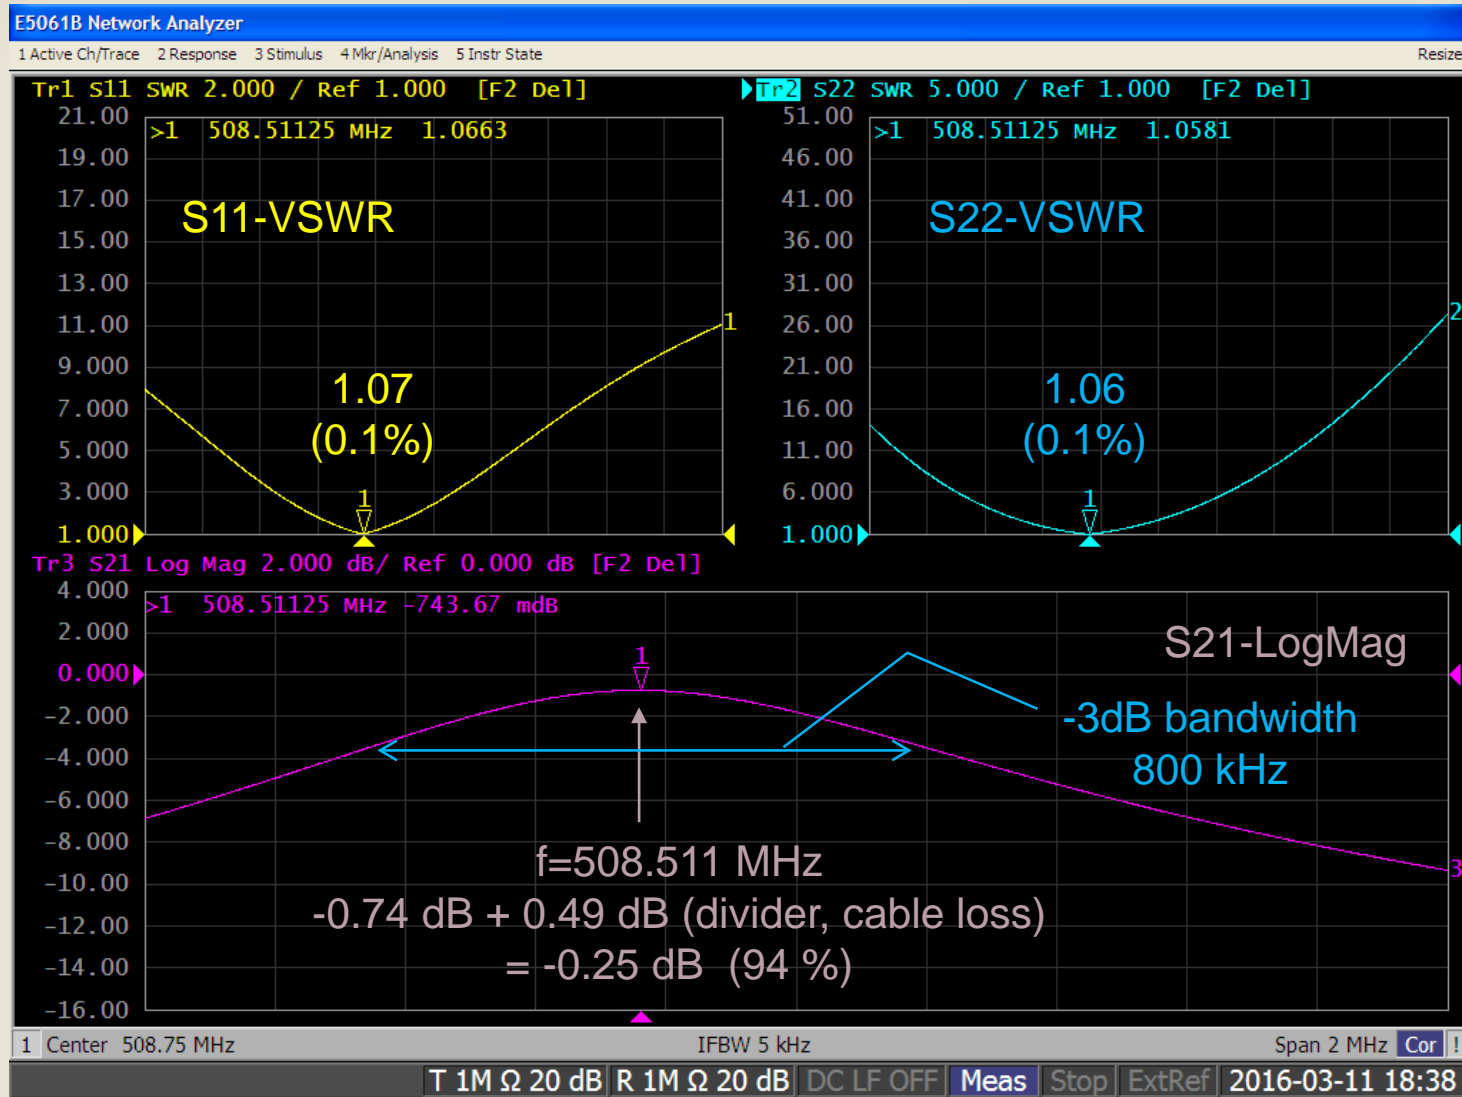 E5061B Network Analyzer
1 Active Ch/Trace 2 Response 3 Stimulus 4 Mkr/Analysis 5 Instr State Resize
Tr1 S11 SWR 2.000 / Ref 1.000 [F2 Del]
21.00
>1 508.51125 MHz 1.0663
19.00
17.00
S11-VSWR
15.00
13.00
11.00
1
9.000
1.07
7.000
(0.1%)
5.000
3.000
1
1.000
Tr2 S22 SWR 5.000 / Ref 1.000 [F2 Del]
51.00
>1 508.51125 MHz 1.0581
46.00
41.00
S22-VSWR
36.00
31.00
2
26.00
21.00
1.06
16.00
(0.1%)
11.00
6.000
1
1.000
Tr3 S21 Log Mag 2.000 dB/ Ref 0.000 dB [F2 Del]
4.000
>1 508.51125 MHz -743.67 mdB
2.000
S21-LogMag
1
0.000
-2.000
-3dB bandwidth
-4.000
800 kHz
-6.000
-8.000
f=508.511 MHz
3
-10.00
-0.74 dB + 0.49 dB (divider, cable loss)
-12.00
= -0.25 dB (94 %)
-14.00
-16.00
1 Center 508.75 MHz IFBW 5 kHz Span 2 MHz Cor !
T 1M Ω 20 dB R 1M Ω 20 dB DC LF OFF Meas Stop ExtRef 2016-03-11 18:38